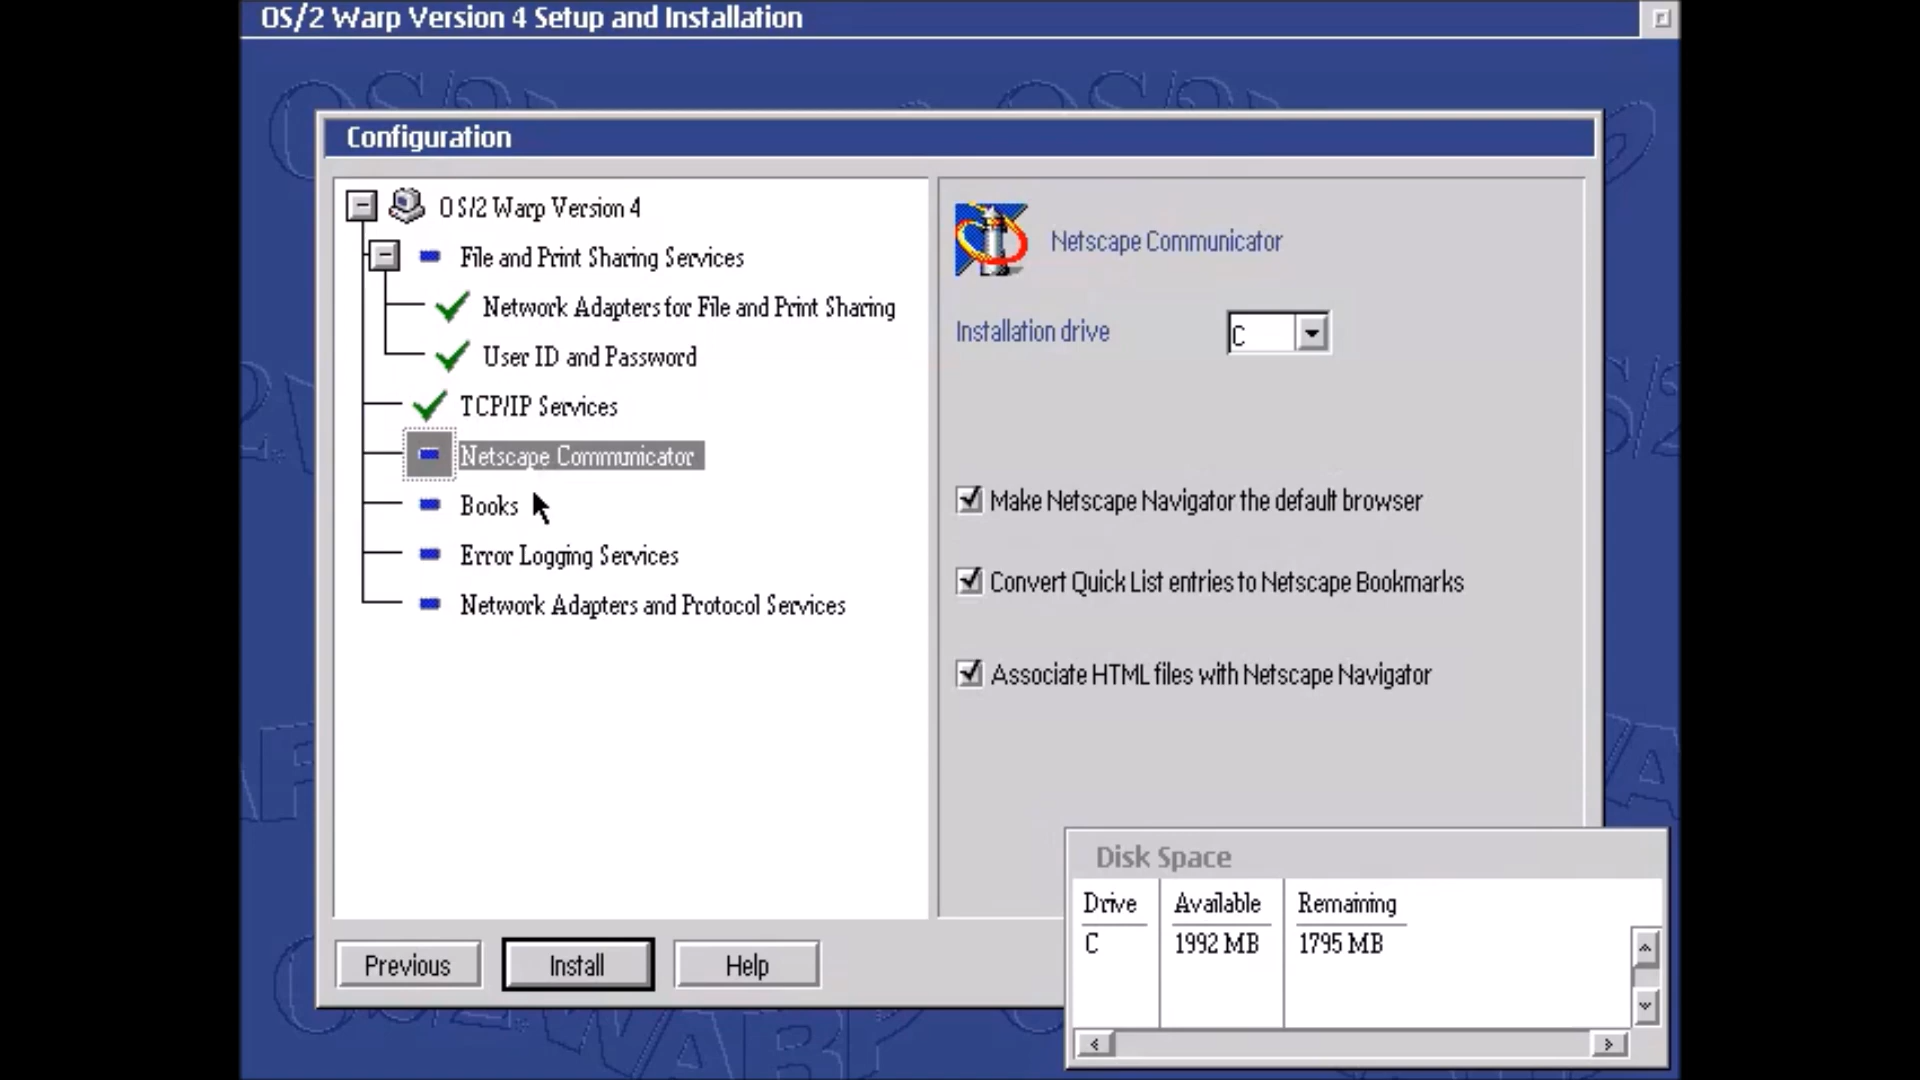 OS/2 Warp Version 4 Setup and Installation
Configuration
OS/2 Warp Version 4
File and Print Sharing Services
Network Adapters for File and Print Sharing
User ID and Password
TCP/IP Services
Netscape Communicator
Books
Error Logging Services
Network Adapters and Protocol Services
Netscape Communicator
Installation drive C
Make Netscape Navigator the default browser
Convert Quick List entries to Netscape Bookmarks
Associate HTML files with Netscape Navigator
Previous Install Help
Disk Space
Drive Available Remaining
C 1992 MB 1795 MB